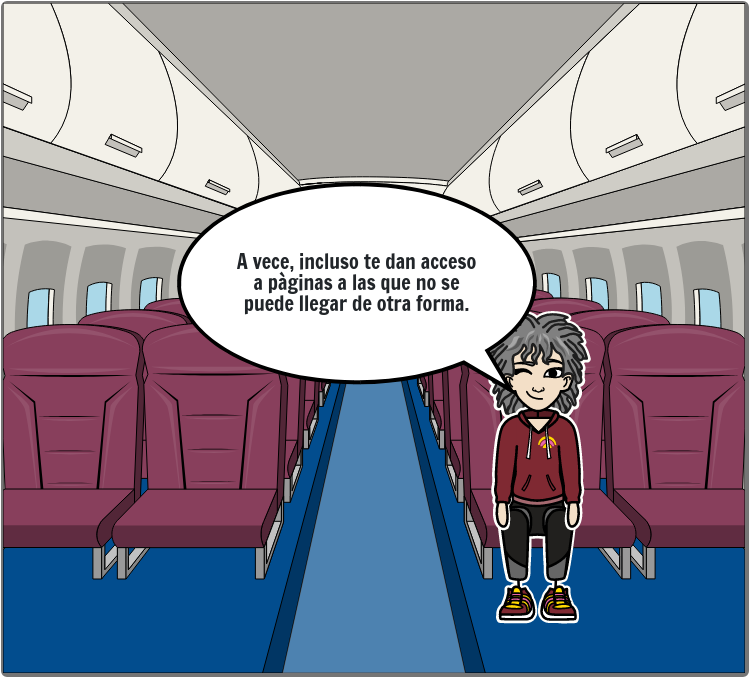 A vece, incluso te dan acceso
a pàginas a las que no se
puede llegar de otra forma.